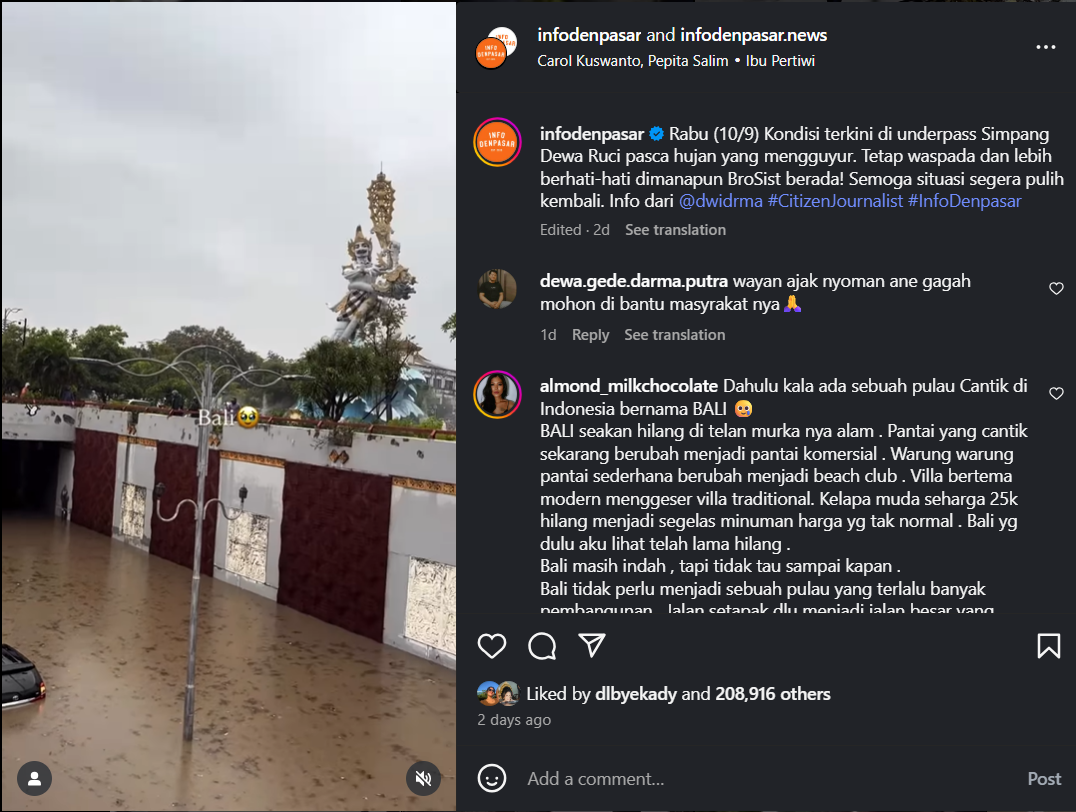 infodenpasar and infodenpasar.news
Carol Kuswanto, Pepita Salim • Ibu Pertiwi
INFO
DENPASAR
infodenpasar Rabu (10/9) Kondisi terkini di underpass Simpang
Dewa Ruci pasca hujan yang mengguyur. Tetap waspada dan lebih
berhati-hati dimanapun BroSist berada! Semoga situasi segera pulih
kembali. Info dari @dwidrma #CitizenJournalist #InfoDenpasar
Edited · 2d See translation
dewa.gede.darma.putra wayan ajak nyoman ane gagah
mohon di bantu masyrakat nya🙏
1d Reply See translation
almond_milkchocolate Dahulu kala ada sebuah pulau Cantik di
Indonesia bernama BALI 🥲
BALI seakan hilang di telan murka nya alam . Pantai yang cantik
sekarang berubah menjadi pantai komersial . Warung warung
pantai sederhana berubah menjadi beach club . Villa bertema
modern menggeser villa traditional. Kelapa muda seharga 25k
hilang menjadi segelas minuman harga yg tak normal . Bali yg
dulu aku lihat telah lama hilang .
Bali masih indah , tapi tidak tau sampai kapan .
Bali tidak perlu menjadi sebuah pulau yang terlalu banyak
pembangunan . Jalan setapak dlu menjadi jalan besar yang
Bali🥹
Liked by dlbyekady and 208,916 others
2 days ago
Add a comment...
Post